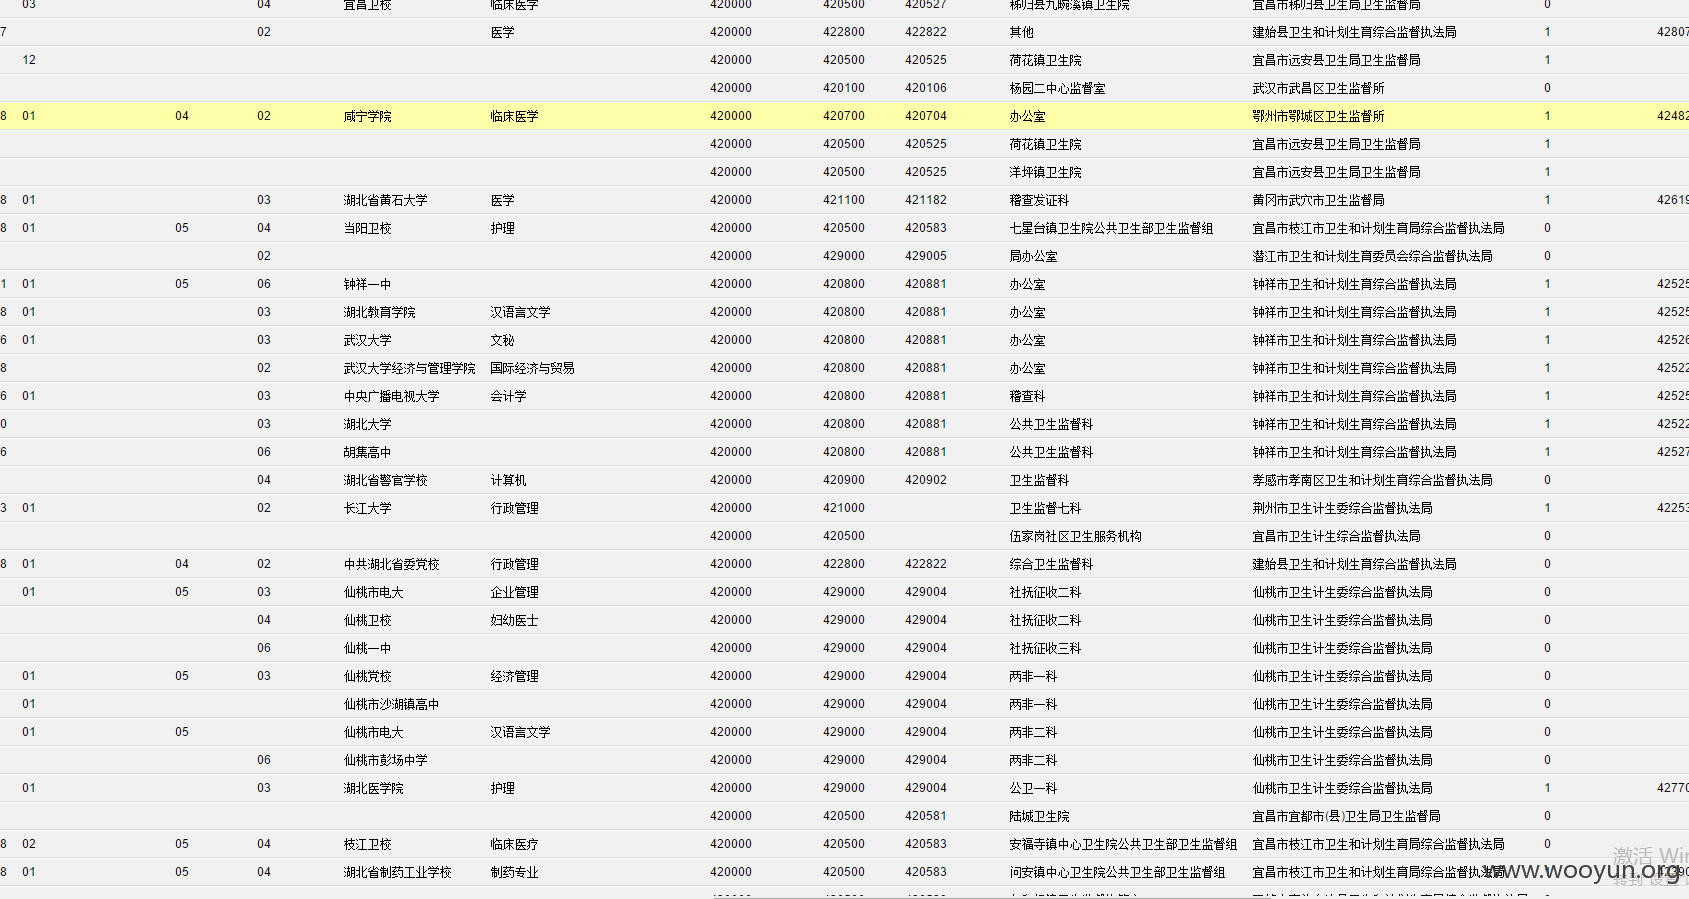 03 04 宜昌卫校 临床医学 420000 420500 420527 秭归县九畹溪镇卫生院 宜昌市秭归县卫生局卫生监督局 0
7 02 医学 420000 422800 422822 其他 建始县卫生和计划生育综合监督执法局 1 42807
12 420000 420500 420525 荷花镇卫生院 宜昌市远安县卫生局卫生监督局 1
420000 420100 420106 杨园二中心监督室 武汉市武昌区卫生监督所 0
8 01 04 02 咸宁学院 临床医学 420000 420700 420704 办公室 鄂州市鄂城区卫生监督所 1 42482
420000 420500 420525 荷花镇卫生院 宜昌市远安县卫生局卫生监督局 1
420000 420500 420525 洋坪镇卫生院 宜昌市远安县卫生局卫生监督局 1
8 01 03 湖北省黄石大学 医学 420000 421100 421182 稽查发证科 黄冈市武穴市卫生监督局 1 42619
8 01 05 04 当阳卫校 护理 420000 420500 420583 七星台镇卫生院公共卫生部卫生监督组 宜昌市枝江市卫生和计划生育局综合监督执法局 0
02 420000 429000 429005 局办公室 潜江市卫生和计划生育委员会综合监督执法局 0
1 01 05 06 钟祥一中 420000 420800 420881 办公室 钟祥市卫生和计划生育综合监督执法局 1 42525
8 01 03 湖北教育学院 汉语言文学 420000 420800 420881 办公室 钟祥市卫生和计划生育综合监督执法局 1 42525
6 01 03 武汉大学 文秘 420000 420800 420881 办公室 钟祥市卫生和计划生育综合监督执法局 1 42526
8 02 武汉大学经济与管理学院 国际经济与贸易 420000 420800 420881 办公室 钟祥市卫生和计划生育综合监督执法局 1 42522
6 01 03 中央广播电视大学 会计学 420000 420800 420881 稽查科 钟祥市卫生和计划生育综合监督执法局 1 42525
0 03 湖北大学 420000 420800 420881 公共卫生监督科 钟祥市卫生和计划生育综合监督执法局 1 42522
6 06 胡集高中 420000 420800 420881 公共卫生监督科 钟祥市卫生和计划生育综合监督执法局 1 42527
04 湖北省警官学校 计算机 420000 420900 420902 卫生监督科 孝感市孝南区卫生和计划生育综合监督执法局 0
3 01 02 长江大学 行政管理 420000 421000 卫生监督七科 荆州市卫生计生委综合监督执法局 1 42253
420000 420500 伍家岗社区卫生服务机构 宜昌市卫生计生综合监督执法局 0
8 01 04 02 中共湖北省委党校 行政管理 420000 422800 422822 综合卫生监督科 建始县卫生和计划生育综合监督执法局 0
01 05 03 仙桃市电大 企业管理 420000 429000 429004 社抚征收二科 仙桃市卫生计生委综合监督执法局 0
04 仙桃卫校 妇幼医士 420000 429000 429004 社抚征收二科 仙桃市卫生计生委综合监督执法局 0
06 仙桃一中 420000 429000 429004 社抚征收三科 仙桃市卫生计生委综合监督执法局 0
01 05 03 仙桃党校 经济管理 420000 429000 429004 两非一科 仙桃市卫生计生委综合监督执法局 0
01 仙桃市沙湖镇高中 420000 429000 429004 两非一科 仙桃市卫生计生委综合监督执法局 0
01 05 仙桃市电大 汉语言文学 420000 429000 429004 两非二科 仙桃市卫生计生委综合监督执法局 0
06 仙桃市彭场中学 420000 429000 429004 两非二科 仙桃市卫生计生委综合监督执法局 0
01 03 湖北医学院 护理 420000 429000 429004 公卫一科 仙桃市卫生计生委综合监督执法局 1 42770
420000 420500 420581 陆城卫生院 宜昌市宜都市(县)卫生局卫生监督局 0
8 02 05 04 枝江卫校 临床医疗 420000 420500 420583 安福寺镇中心卫生院公共卫生部卫生监督组 宜昌市枝江市卫生和计划生育局综合监督执法局 0
8 01 05 04 湖北省制药工业学校 制药专业 420000 420500 420583 问安镇中心卫生院公共卫生部卫生监督组 宜昌市枝江市卫生和计划生育局综合监督执法局
激活 Win
www.wooyun.org